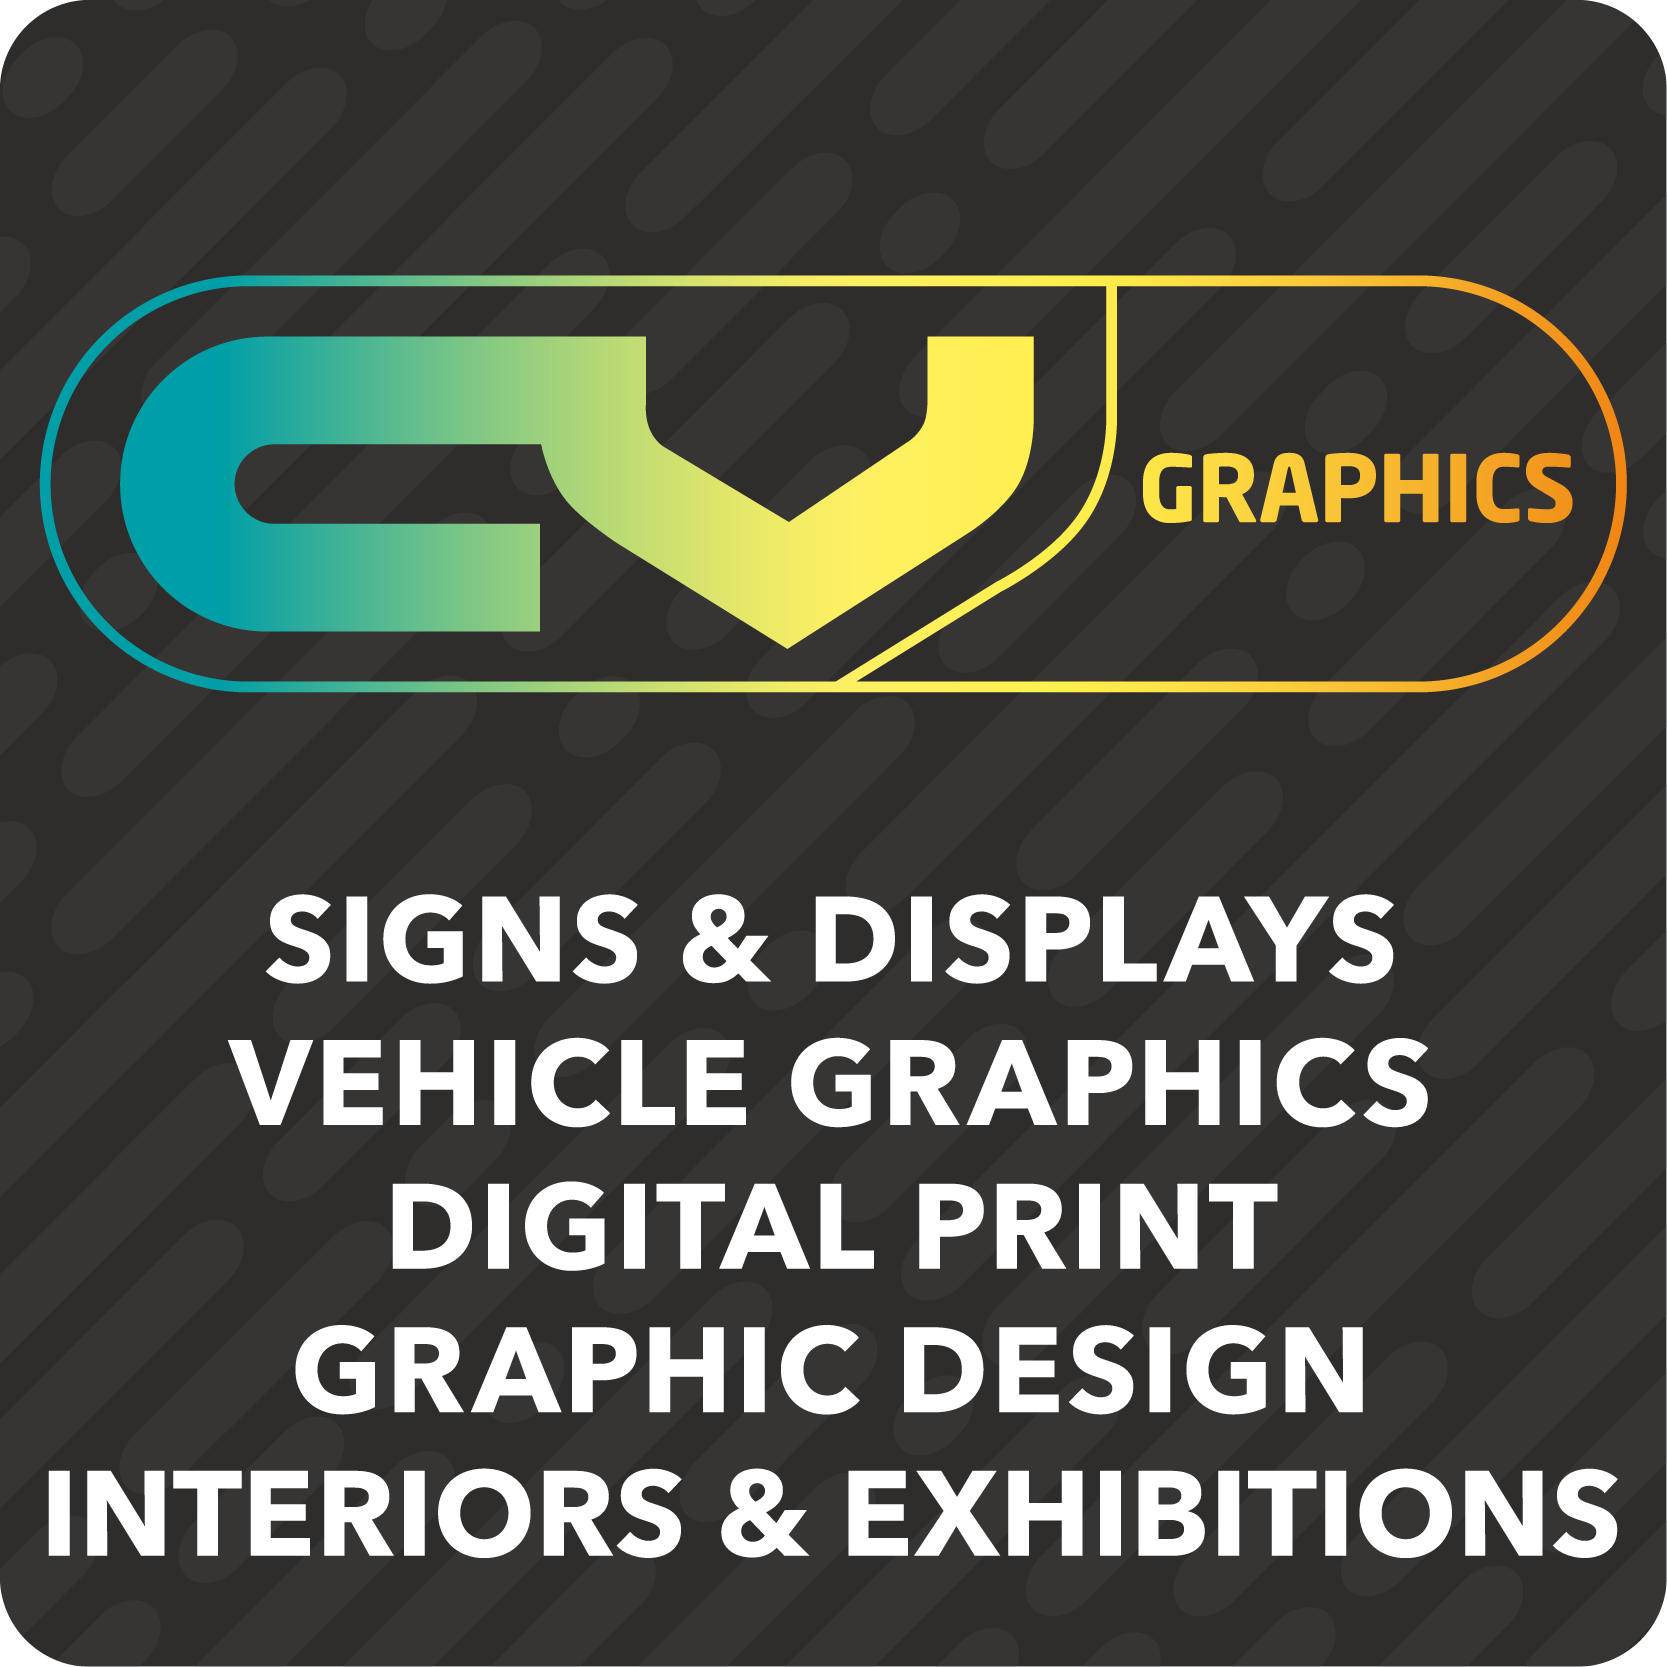 CV GRAPHICS
SIGNS & DISPLAYS
VEHICLE GRAPHICS
DIGITAL PRINT
GRAPHIC DESIGN
INTERIORS & EXHIBITIONS